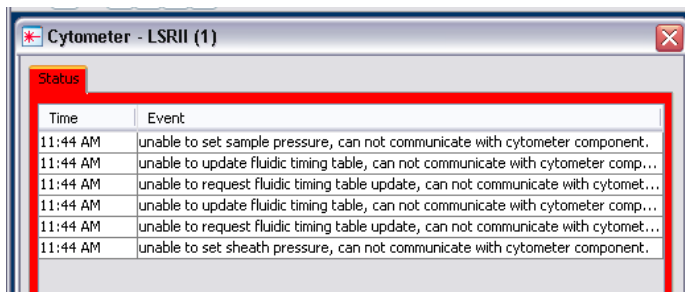 Cytometer - LSRII (1)
Status
Time Event
11:44 AM unable to set sample pressure, can not communicate with cytometer component.
11:44 AM unable to update fluidic timing table, can not communicate with cytometer comp...
11:44 AM unable to request fluidic timing table update, can not communicate with cytomet...
11:44 AM unable to update fluidic timing table, can not communicate with cytometer comp...
11:44 AM unable to request fluidic timing table update, can not communicate with cytomet...
11:44 AM unable to set sheath pressure, can not communicate with cytometer component.